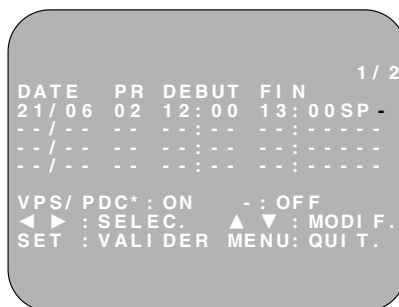 1/2
DATE PR DEBUT FIN
21/06 02 12:00 13:00SP-
--/-- -- --:-- --:-----
--/-- -- --:-- --:-----
--/-- -- --:-- --:-----
VPS/PDC*:ON -:OFF
◄ ► :SELEC. ▲ ▼ :MODIF.
SET :VALIDER MENU:QUIT.